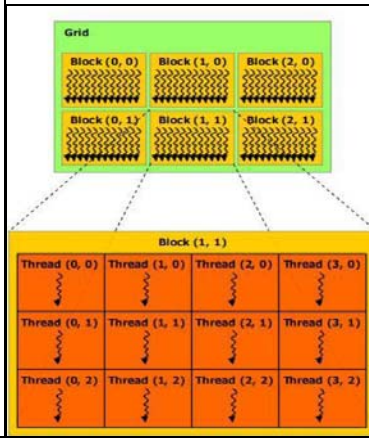 Grid
Block (0, 0) Block (1, 0) Block (2, 0)
Block (0, 1) Block (1, 1) Block (2, 1)
Block (1, 1)
Thread (0, 0) Thread (1, 0) Thread (2, 0) Thread (3, 0)
Thread (0, 1) Thread (1, 1) Thread (2, 1) Thread (3, 1)
Thread (0, 2) Thread (1, 2) Thread (2, 2) Thread (3, 2)